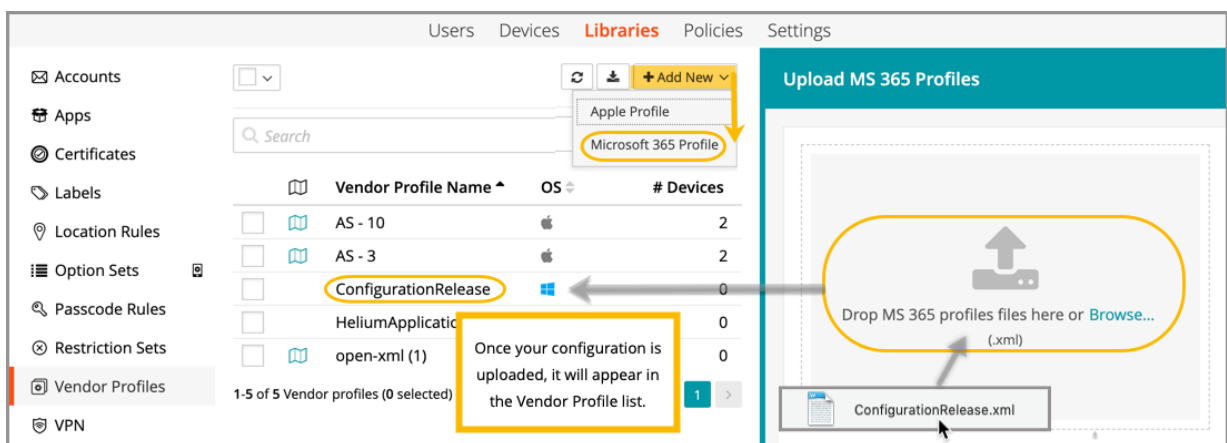 Users Devices Libraries Policies Settings
Accounts
Apps
Certificates
Labels
Location Rules
Option Sets
Passcode Rules
Restriction Sets
Vendor Profiles
VPN
+ Add New
Apple Profile
Microsoft 365 Profile
Search
Vendor Profile Name OS # Devices
AS - 10 2
AS - 3 2
ConfigurationRelease 0
HeliumApplicatio 0
open-xml (1) 0
1-5 of 5 Vendor profiles (0 selected) 1
Once your configuration is
uploaded, it will appear in
the Vendor Profile list.
Upload MS 365 Profiles
Drop MS 365 profiles files here or Browse...
(.xml)
ConfigurationRelease.xml